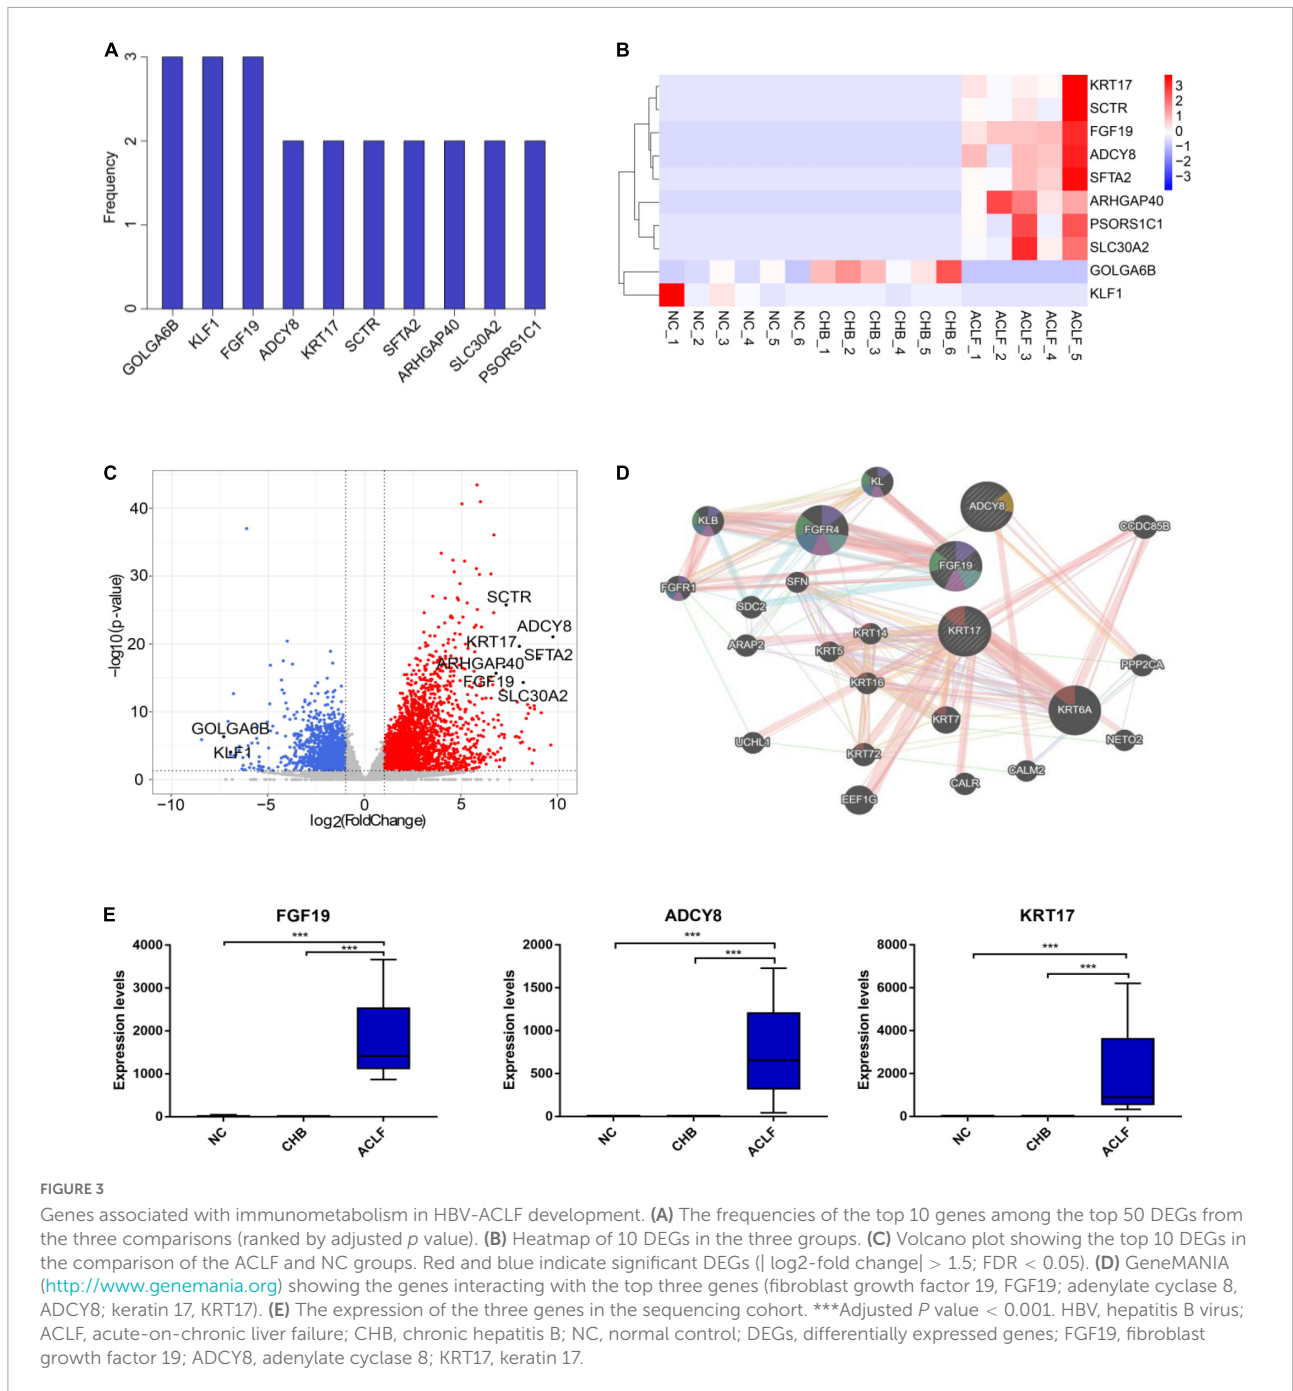 A
3
2
1
0
Frequency
GOLGA6B
KLF1
FGF19
ADCY8
KRT17
SCTR
SFTA2
ARHGAP40
SLC30A2
PSORS1C1
B
KRT17
SCTR
FGF19
ADCY8
SFTA2
ARHGAP40
PSORS1C1
SLC30A2
GOLGA6B
KLF1
3
2
1
0
−1
−2
−3
NC_1
NC_2
NC_3
NC_4
NC_5
NC_6
CHB_1
CHB_2
CHB_3
CHB_4
CHB_5
CHB_6
ACLF_1
ACLF_2
ACLF_3
ACLF_4
ACLF_5
C
40
30
20
10
0
−log10(p−value)
SCTR
ADCY8
KRT17
SFTA2
ARHGAP40
FGF19
SLC30A2
GOLGA6B
KLF1
−10
−5
0
5
10
log2(FoldChange)
D
KL
ADCY8
KLB
FGFR4
CCDC85B
FGF19
FGFR1
SFN
SDC2
KRT17
KRT14
ARAP2
KRT5
PPP2CA
KRT16
KRT6A
KRT7
UCHL1
NETO2
KRT72
CALM2
CALR
EEF1G
E
FGF19
4000
3000
2000
1000
0
Expression levels
***
***
NC
CHB
ACLF
ADCY8
2000
1500
1000
500
0
Expression levels
***
***
NC
CHB
ACLF
KRT17
8000
6000
4000
2000
0
Expression levels
***
***
NC
CHB
ACLF
FIGURE 3
Genes associated with immunometabolism in HBV-ACLF development. (A) The frequencies of the top 10 genes among the top 50 DEGs from
the three comparisons (ranked by adjusted p value). (B) Heatmap of 10 DEGs in the three groups. (C) Volcano plot showing the top 10 DEGs in
the comparison of the ACLF and NC groups. Red and blue indicate significant DEGs (| log2-fold change| > 1.5; FDR < 0.05). (D) GeneMANIA
(http://www.genemania.org) showing the genes interacting with the top three genes (fibroblast growth factor 19, FGF19; adenylate cyclase 8,
ADCY8; keratin 17, KRT17). (E) The expression of the three genes in the sequencing cohort. ***Adjusted P value < 0.001. HBV, hepatitis B virus;
ACLF, acute-on-chronic liver failure; CHB, chronic hepatitis B; NC, normal control; DEGs, differentially expressed genes; FGF19, fibroblast
growth factor 19; ADCY8, adenylate cyclase 8; KRT17, keratin 17.